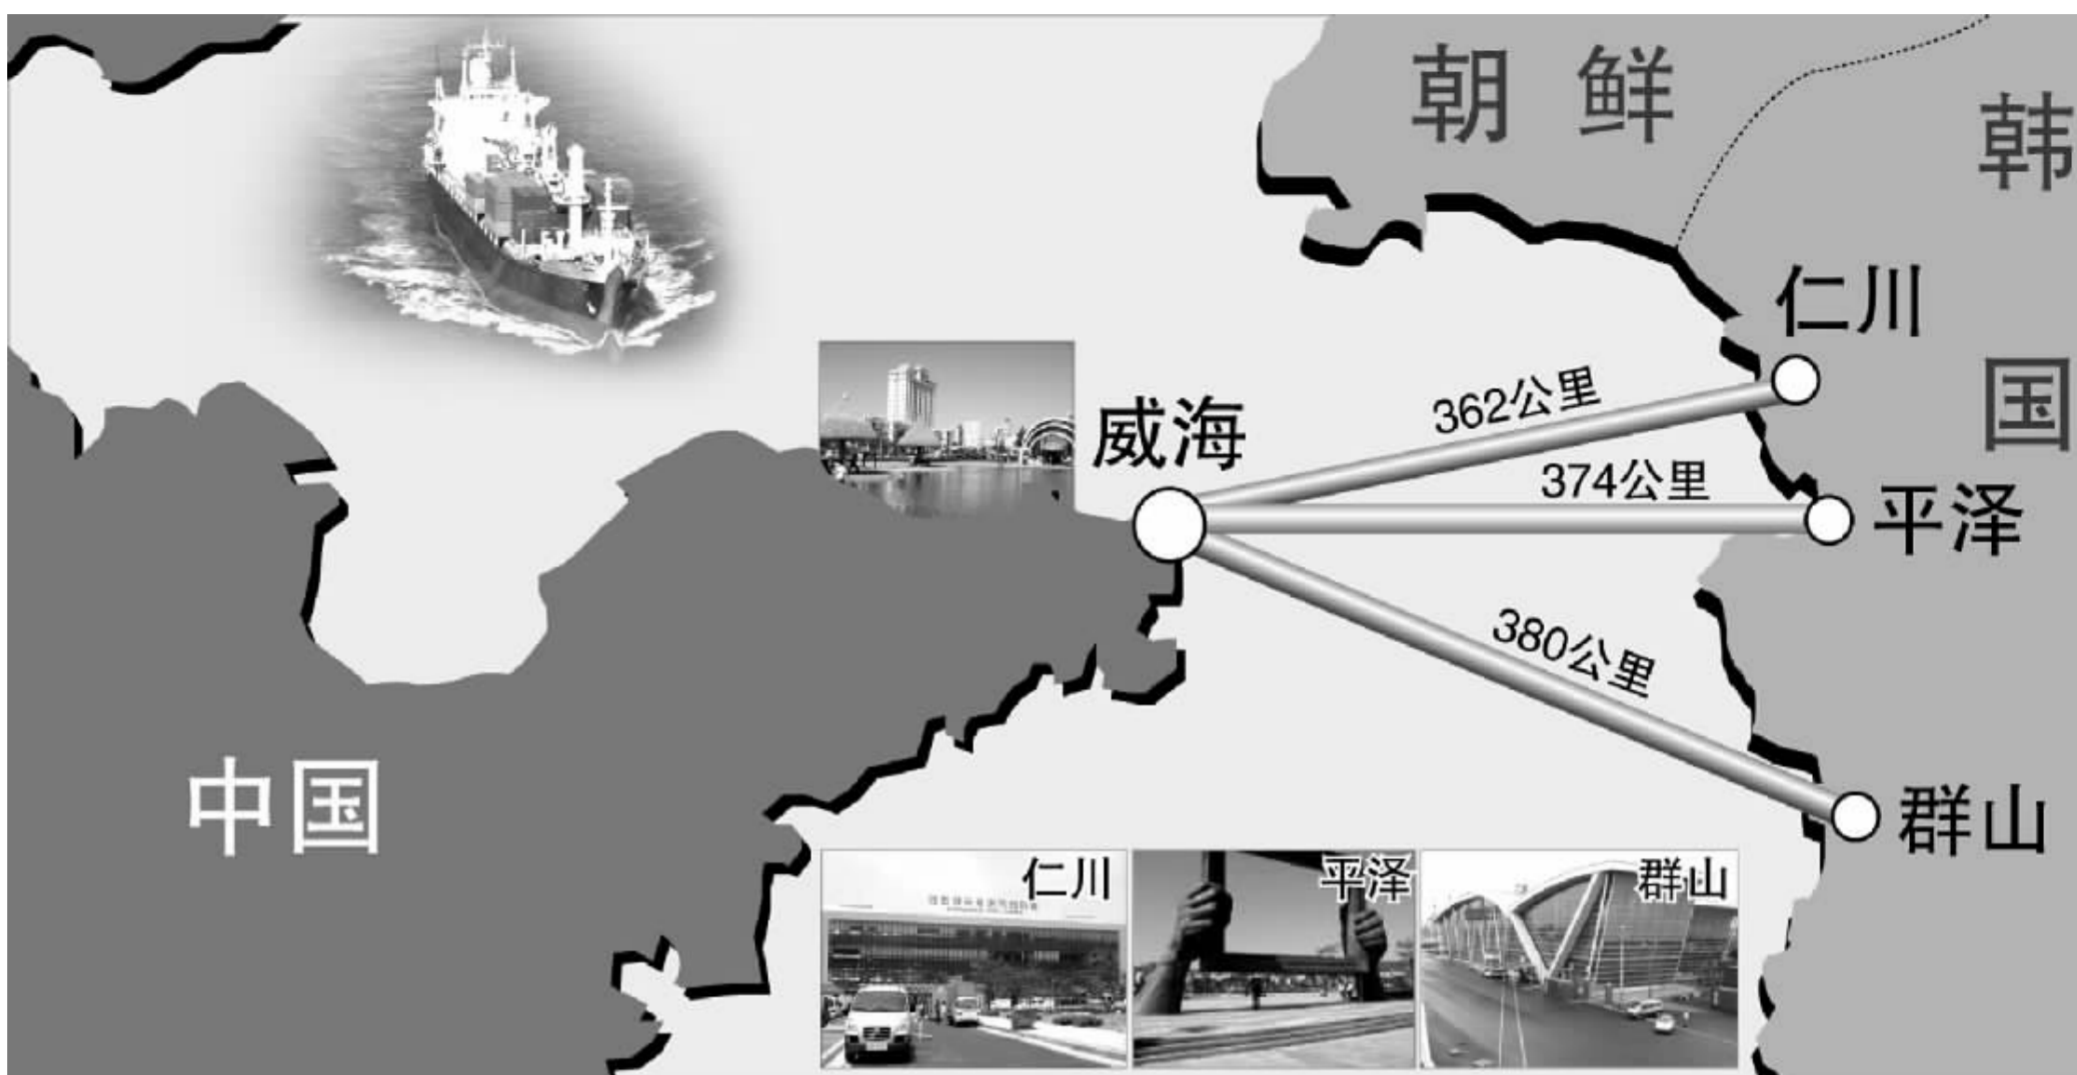 朝鲜
韩国
仁川
362公里
威海
374公里
平泽
380公里
群山
中国
仁川
平泽
群山